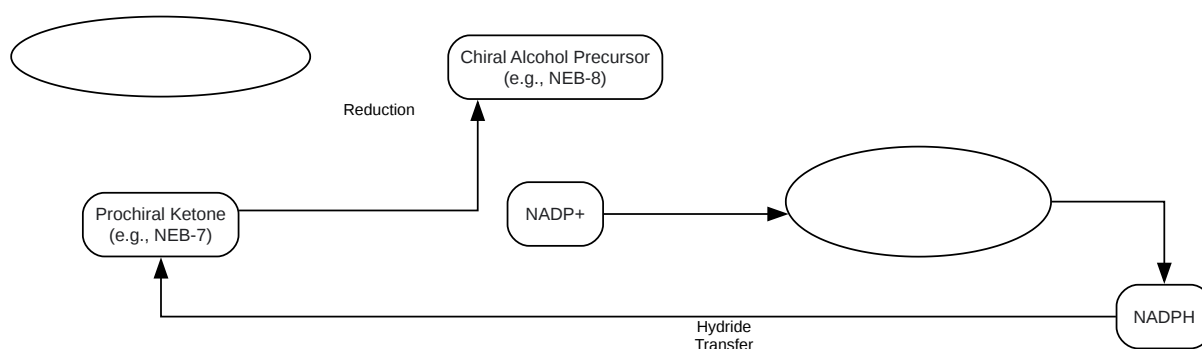 Chiral Alcohol Precursor
(e.g., NEB-8)
Reduction
Prochiral Ketone
(e.g., NEB-7)
NADP+
NADPH
Hydride
Transfer